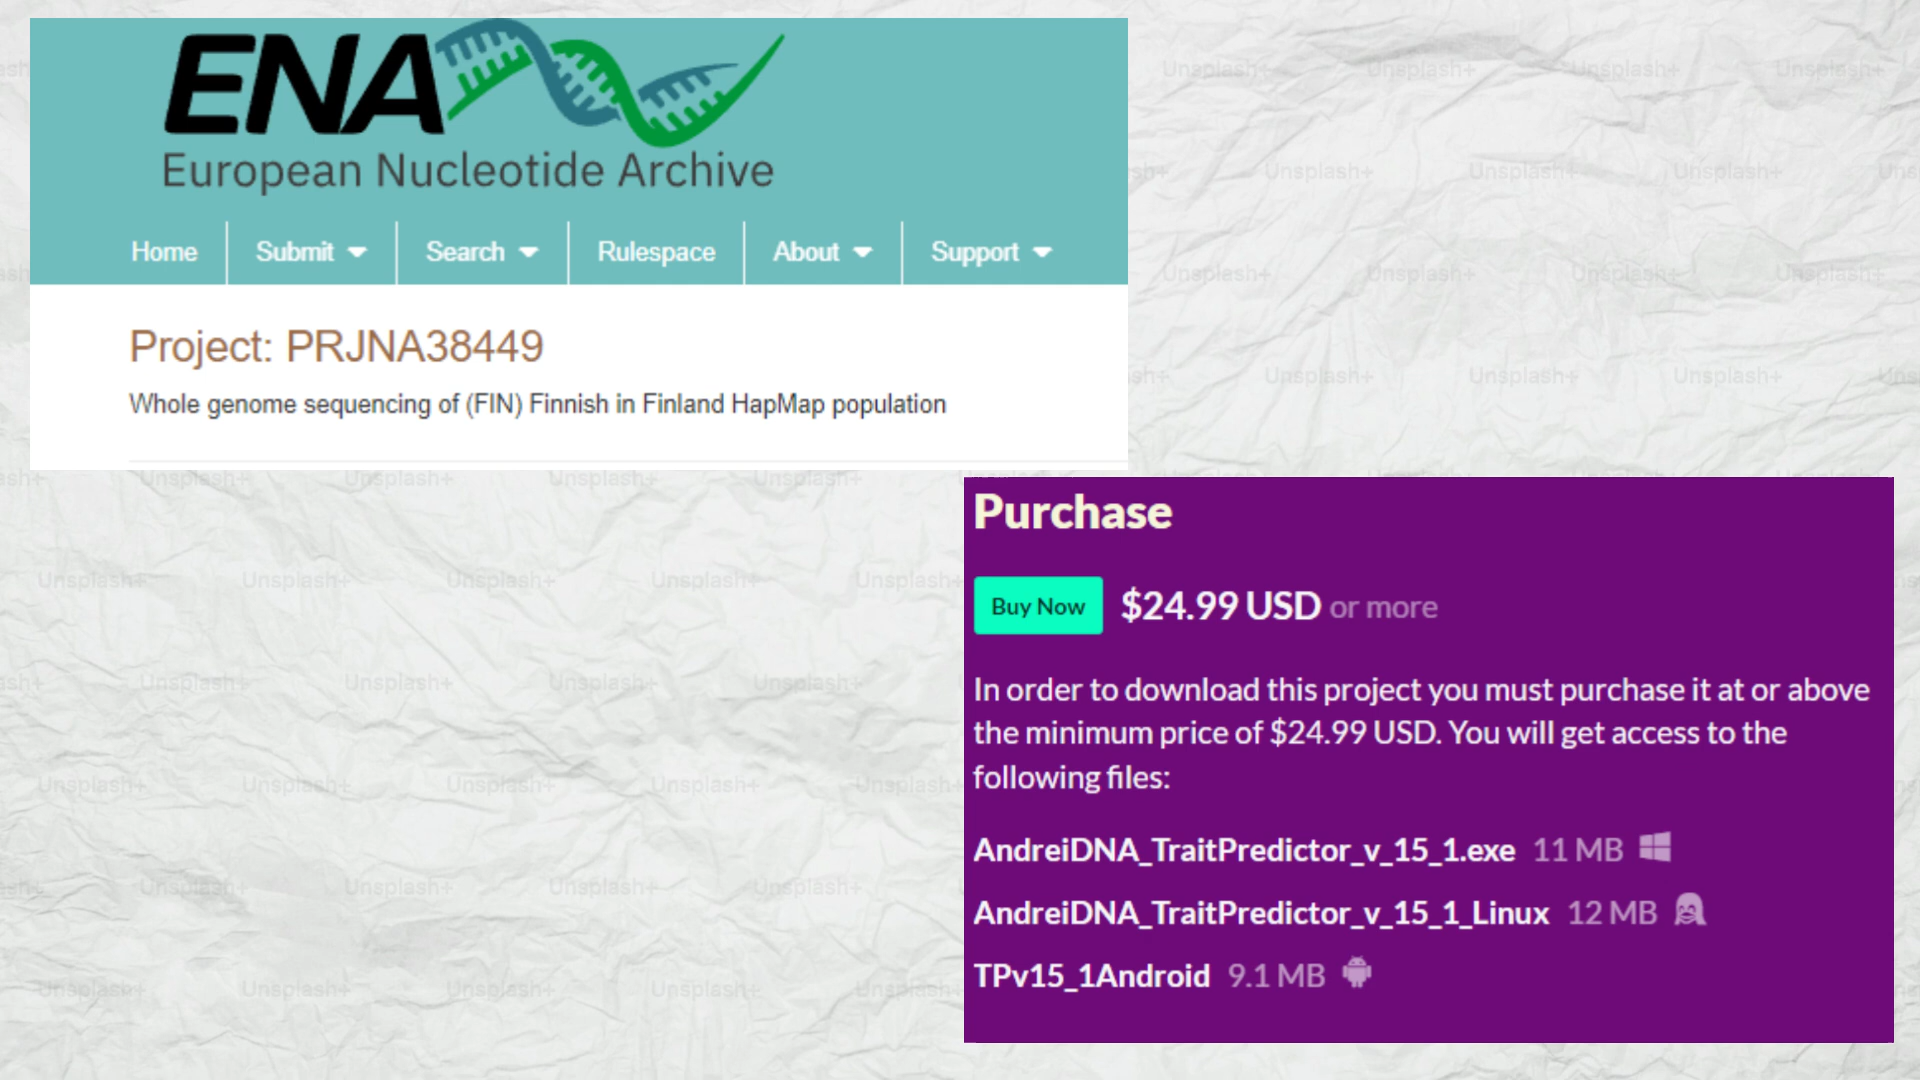 ENA
European Nucleotide Archive
Home Submit Search Rulespace About Support
Project: PRJNA38449
Whole genome sequencing of (FIN) Finnish in Finland HapMap population
Purchase
Buy Now $24.99 USD or more
In order to download this project you must purchase it at or above
the minimum price of $24.99 USD. You will get access to the
following files:
AndreiDNA_TraitPredictor_v_15_1.exe 11 MB
AndreiDNA_TraitPredictor_v_15_1_Linux 12 MB
TPv15_1Android 9.1 MB
Unsplash+